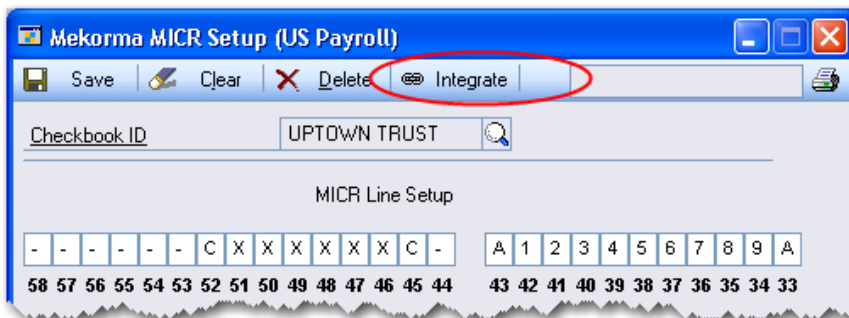 Mekorma MICR Setup (US Payroll)
Save Clear Delete Integrate
Checkbook ID UPTOWN TRUST
MICR Line Setup
- - - - - - C X X X X X X C - A 1 2 3 4 5 6 7 8 9 A
58 57 56 55 54 53 52 51 50 49 48 47 46 45 44 43 42 41 40 39 38 37 36 35 34 33